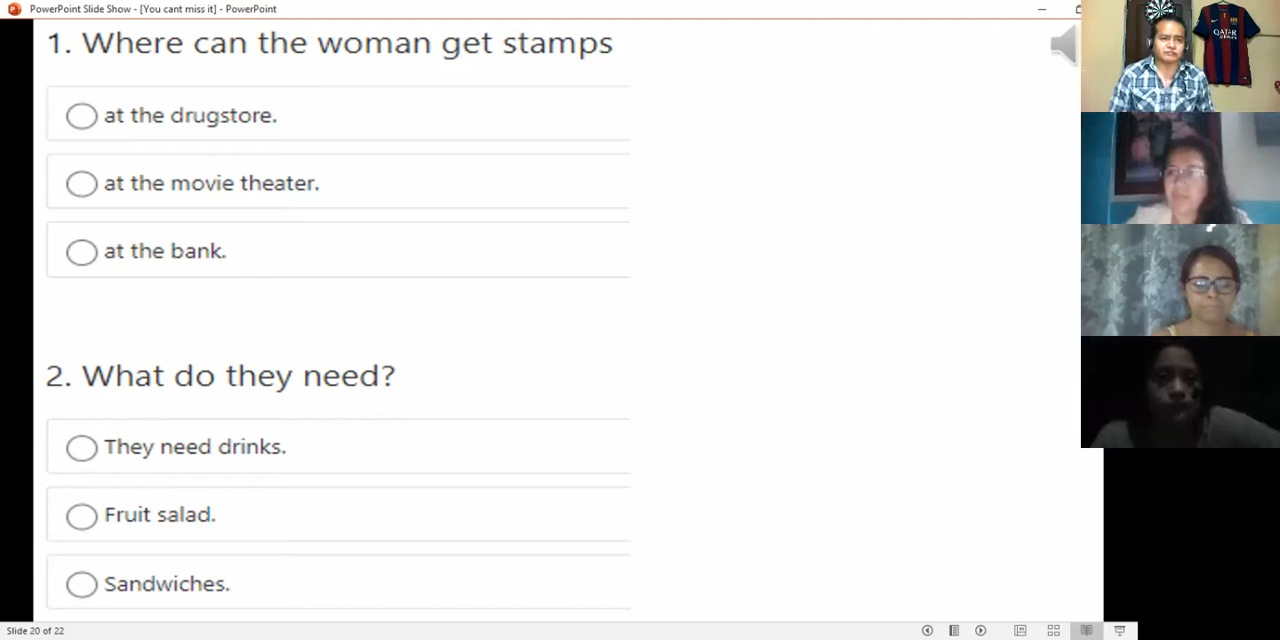 PowerPoint Slide Show - [You cant miss it] - PowerPoint
1. Where can the woman get stamps
at the drugstore.
at the movie theater.
at the bank.
2. What do they need?
They need drinks.
Fruit salad.
Sandwiches.
QATAR
Slide 20 of 22